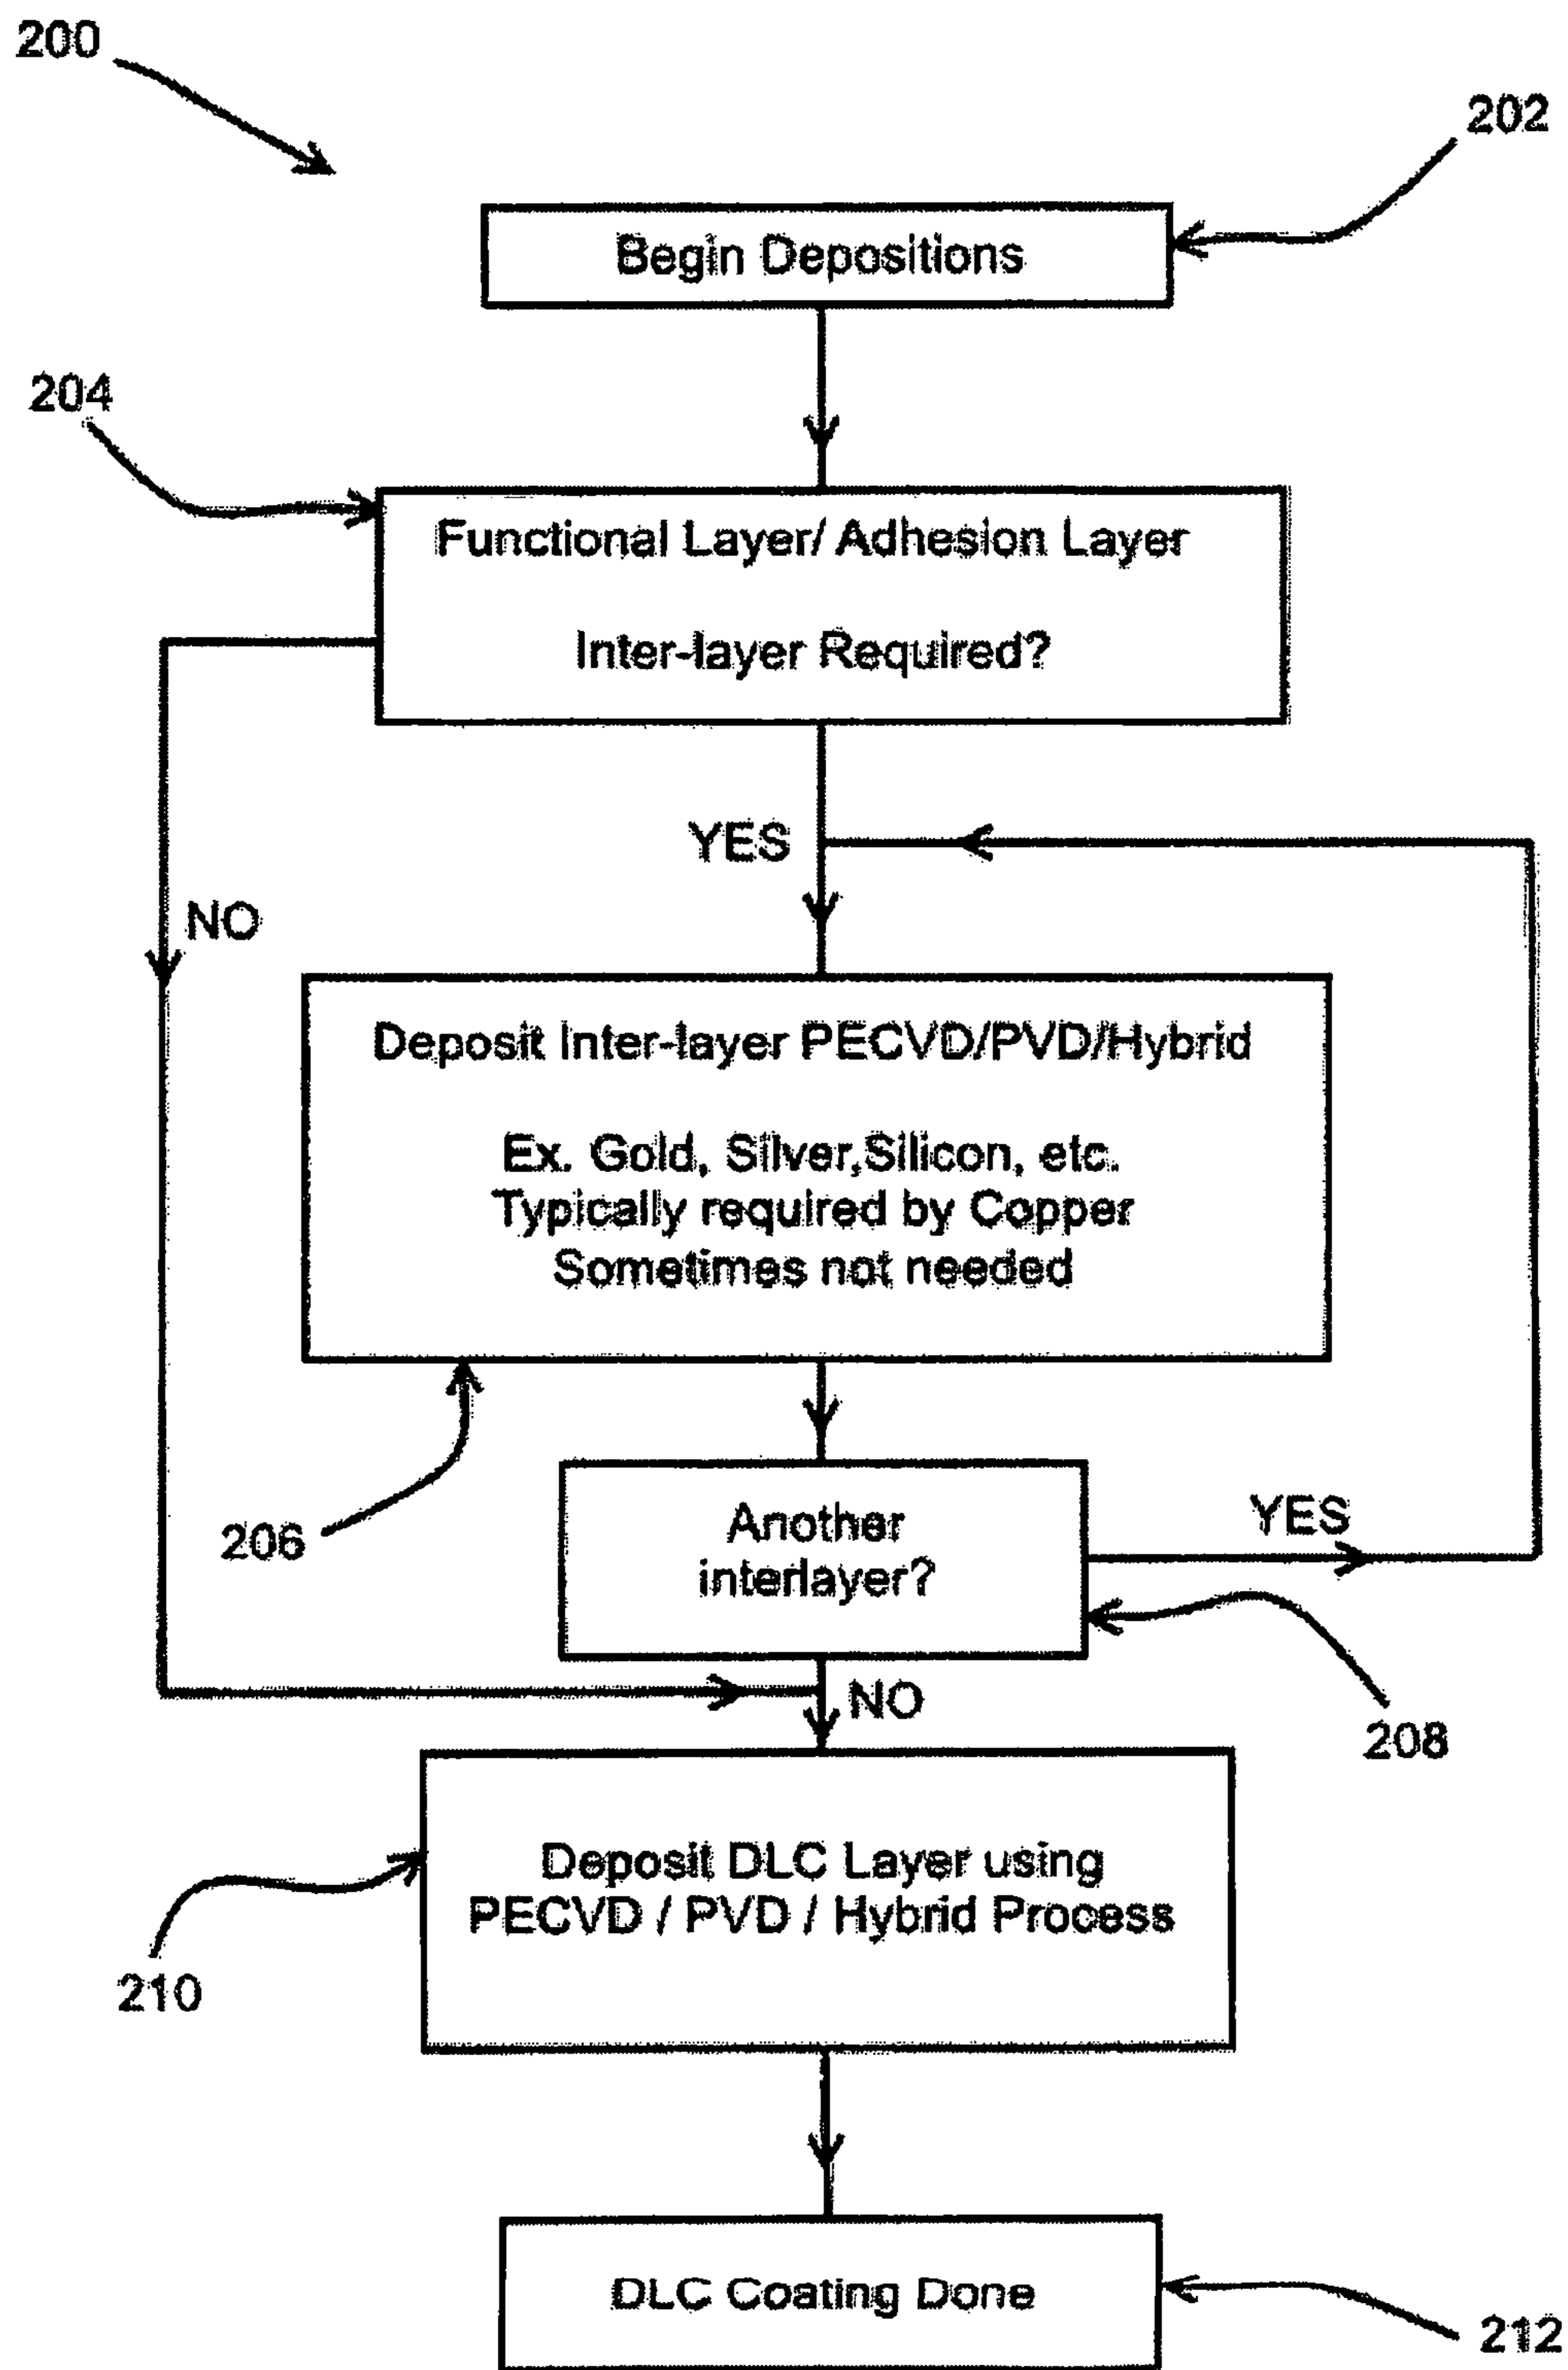 200
202
Begin Depositions
204
Functional Layer/ Adhesion Layer
Inter-layer Required?
YES
NO
Deposit Inter-layer PECVD/PVD/Hybrid
Ex. Gold, Silver,Silicon, etc.
Typically required by Copper
Sometimes not needed
206
Another
interlayer?
YES
NO
208
Deposit DLC Layer using
PECVD / PVD / Hybrid Process
210
DLC Coating Done
212